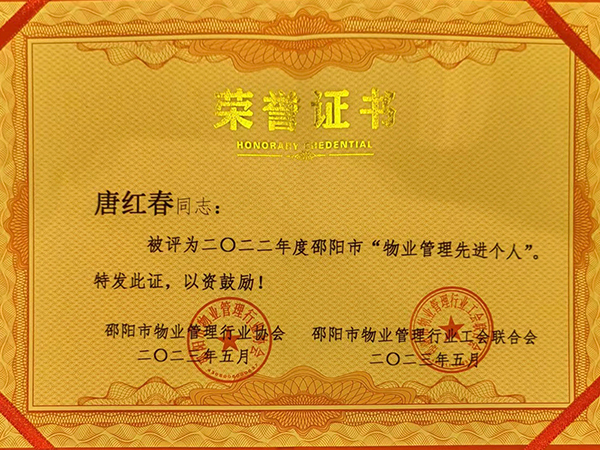 荣誉证书
HONORARY CREDENTIAL
唐红春同志：
被评为二〇二二年度邵阳市“物业管理先进个人”。
特发此证，以资鼓励！
邵阳市物业管理行业协会
二〇二三年五月
邵阳市物业管理行业工会联合会
二〇二三年五月